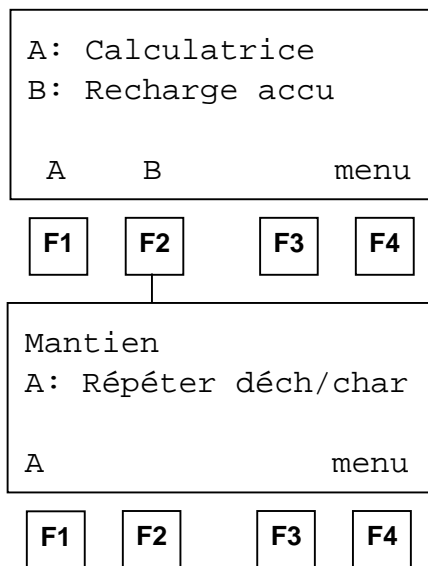 A: Calculatrice
B: Recharge accu
A B menu
F1 F2 F3 F4
Mantien
A: Répéter déch/char
A menu
F1 F2 F3 F4